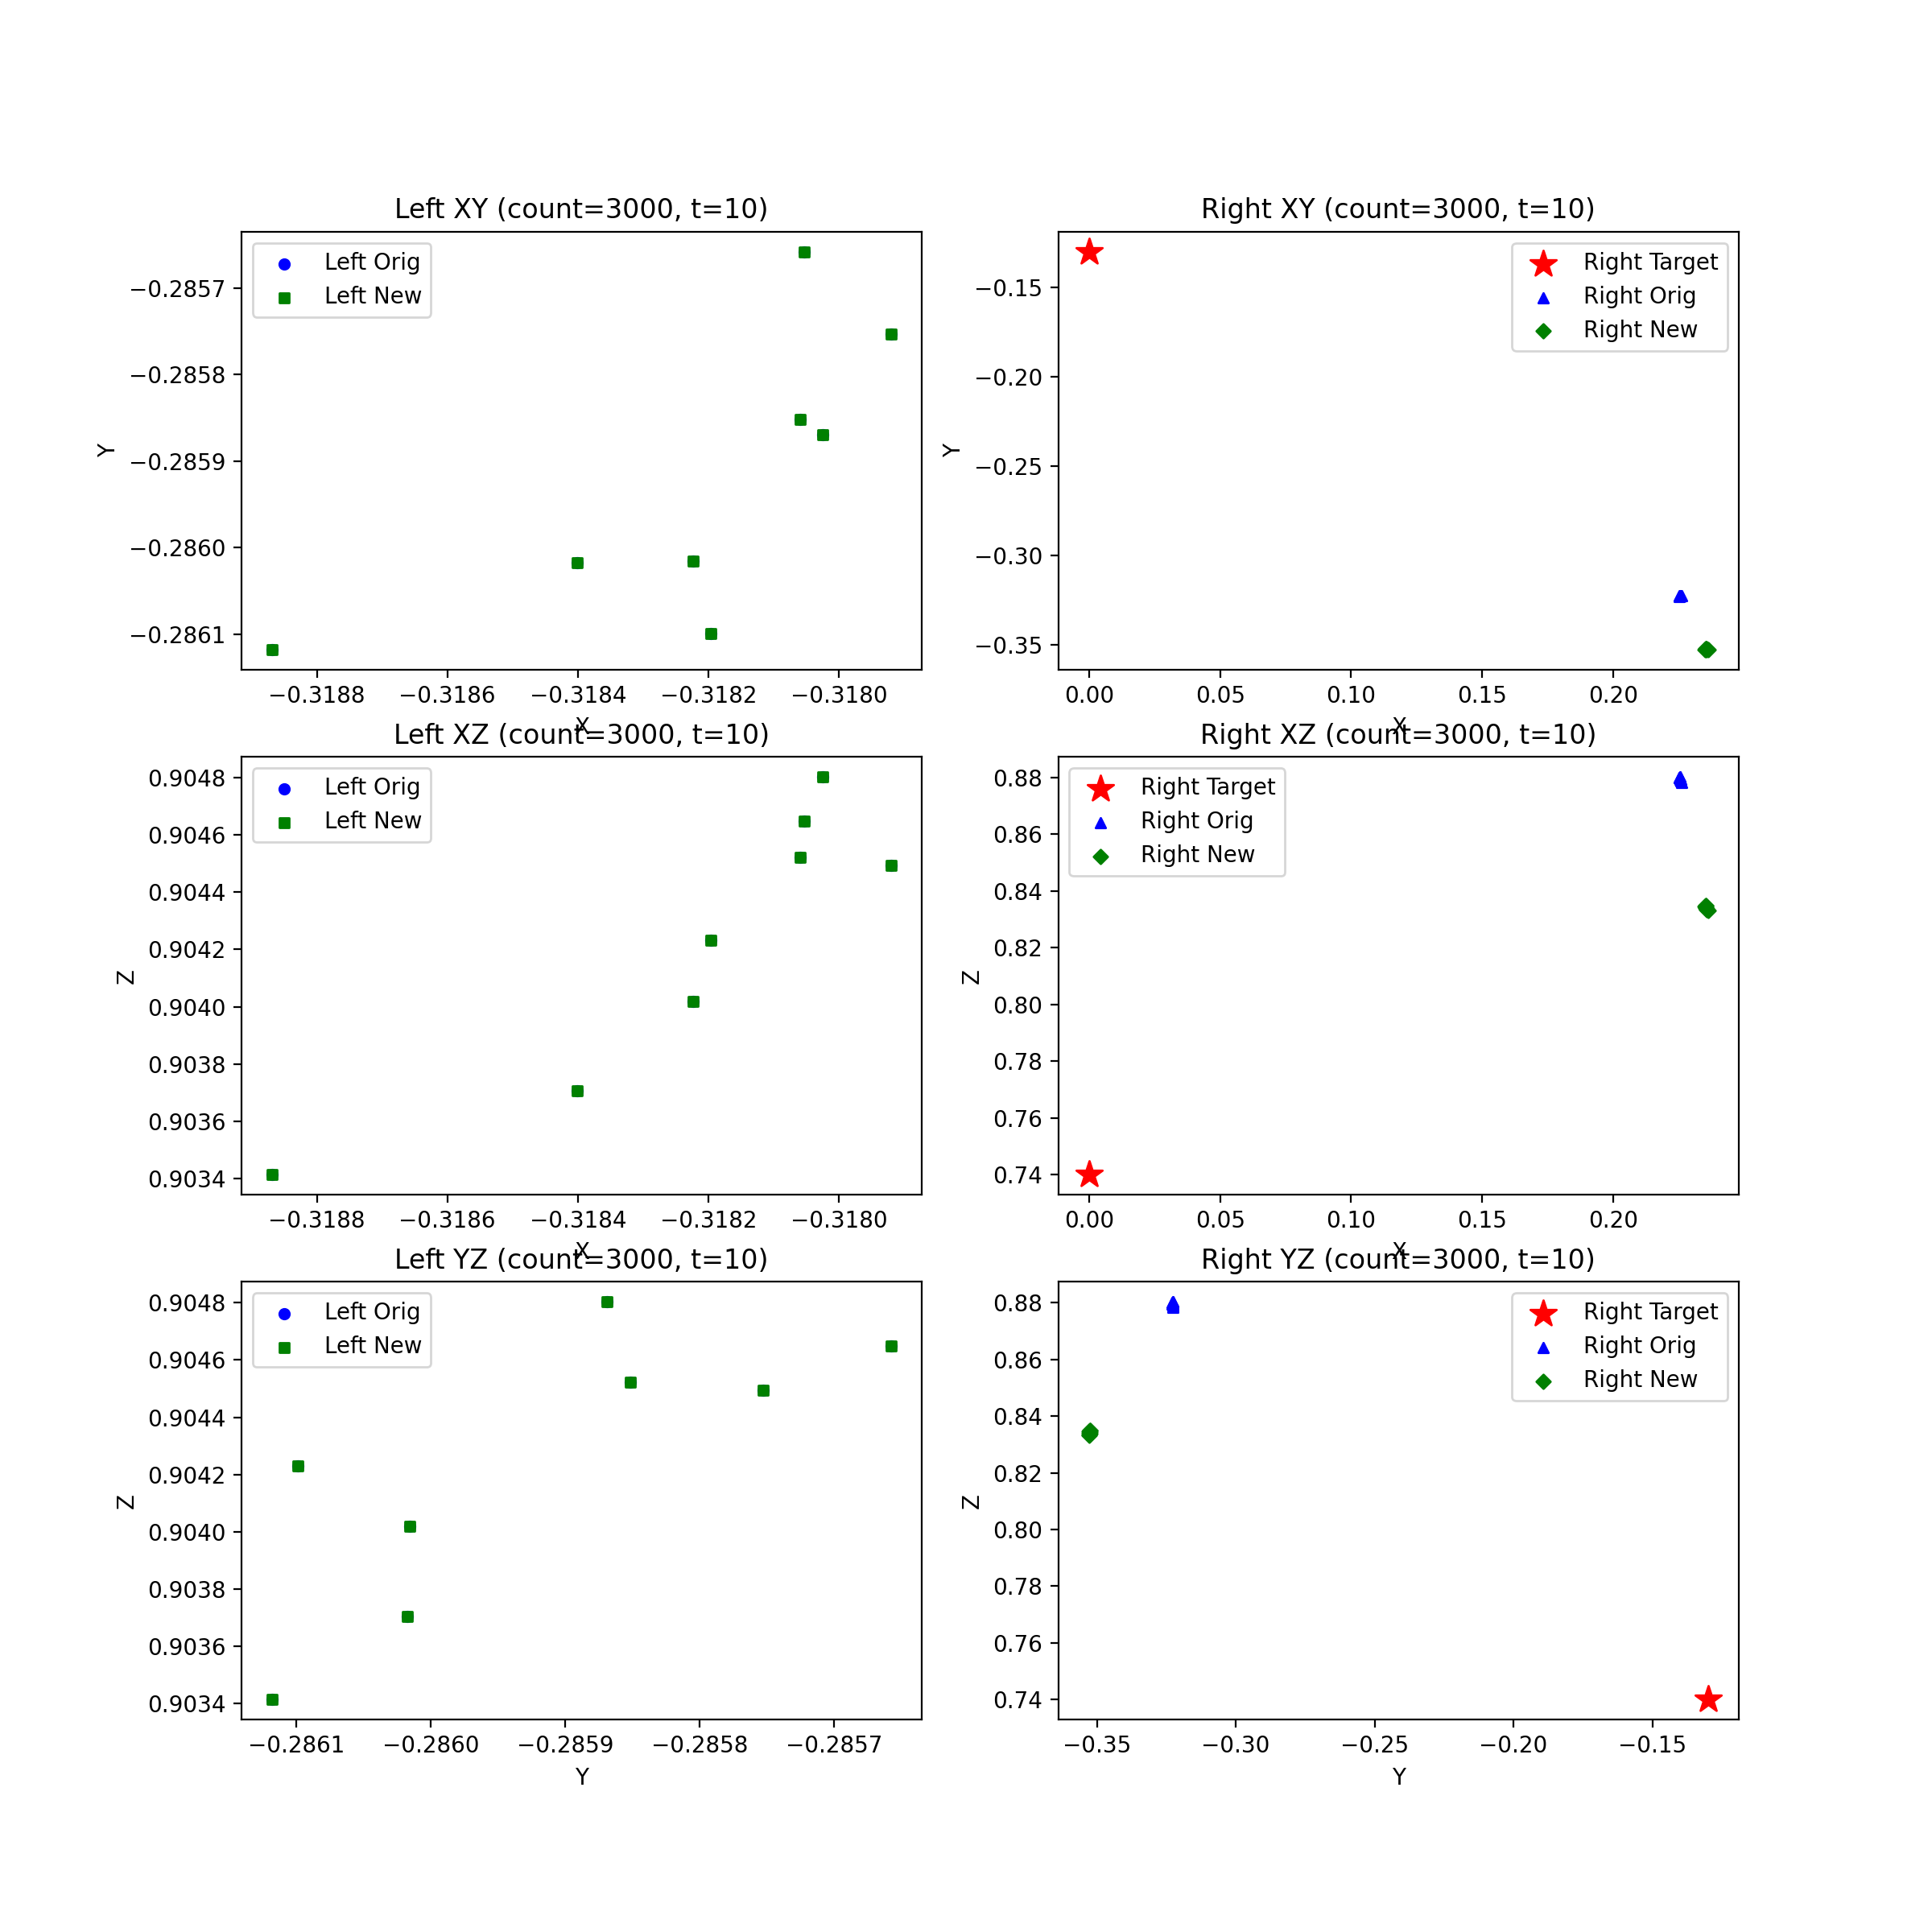 Left XY (count=3000, t=10)
Left Orig
Left New
Y
−0.2857
−0.2858
−0.2859
−0.2860
−0.2861
−0.3188 −0.3186 −0.3184 −0.3182 −0.3180
X
Right XY (count=3000, t=10)
Right Target
Right Orig
Right New
Y
−0.15
−0.20
−0.25
−0.30
−0.35
0.00 0.05 0.10 0.15 0.20
X
Left XZ (count=3000, t=10)
Left Orig
Left New
Z
0.9048
0.9046
0.9044
0.9042
0.9040
0.9038
0.9036
0.9034
−0.3188 −0.3186 −0.3184 −0.3182 −0.3180
X
Right XZ (count=3000, t=10)
Right Target
Right Orig
Right New
Z
0.88
0.86
0.84
0.82
0.80
0.78
0.76
0.74
0.00 0.05 0.10 0.15 0.20
X
Left YZ (count=3000, t=10)
Left Orig
Left New
Z
0.9048
0.9046
0.9044
0.9042
0.9040
0.9038
0.9036
0.9034
−0.2861 −0.2860 −0.2859 −0.2858 −0.2857
Y
Right YZ (count=3000, t=10)
Right Target
Right Orig
Right New
Z
0.88
0.86
0.84
0.82
0.80
0.78
0.76
0.74
−0.35 −0.30 −0.25 −0.20 −0.15
Y